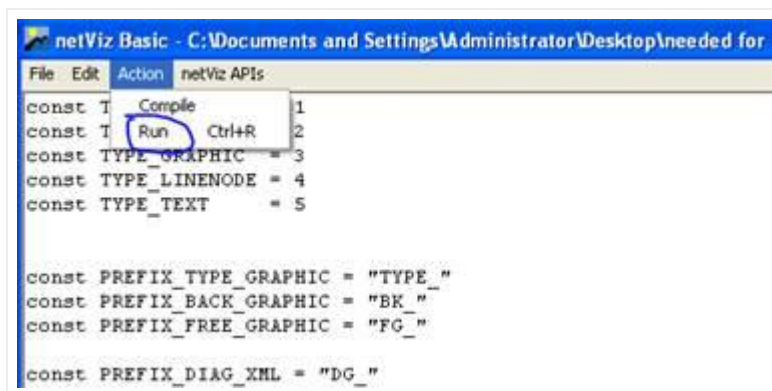 netViz Basic - C:\Documents and Settings\Administrator\Desktop\needed for
File Edit Action netViz APIs
Compile
Run Ctrl+R
const T 1
const T 2
const TYPE_GRAPHIC = 3
const TYPE_LINENODE = 4
const TYPE_TEXT = 5
const PREFIX_TYPE_GRAPHIC = "TYPE_"
const PREFIX_BACK_GRAPHIC = "BK_"
const PREFIX_FREE_GRAPHIC = "FG_"
const PREFIX_DIAG_XML = "DG_"